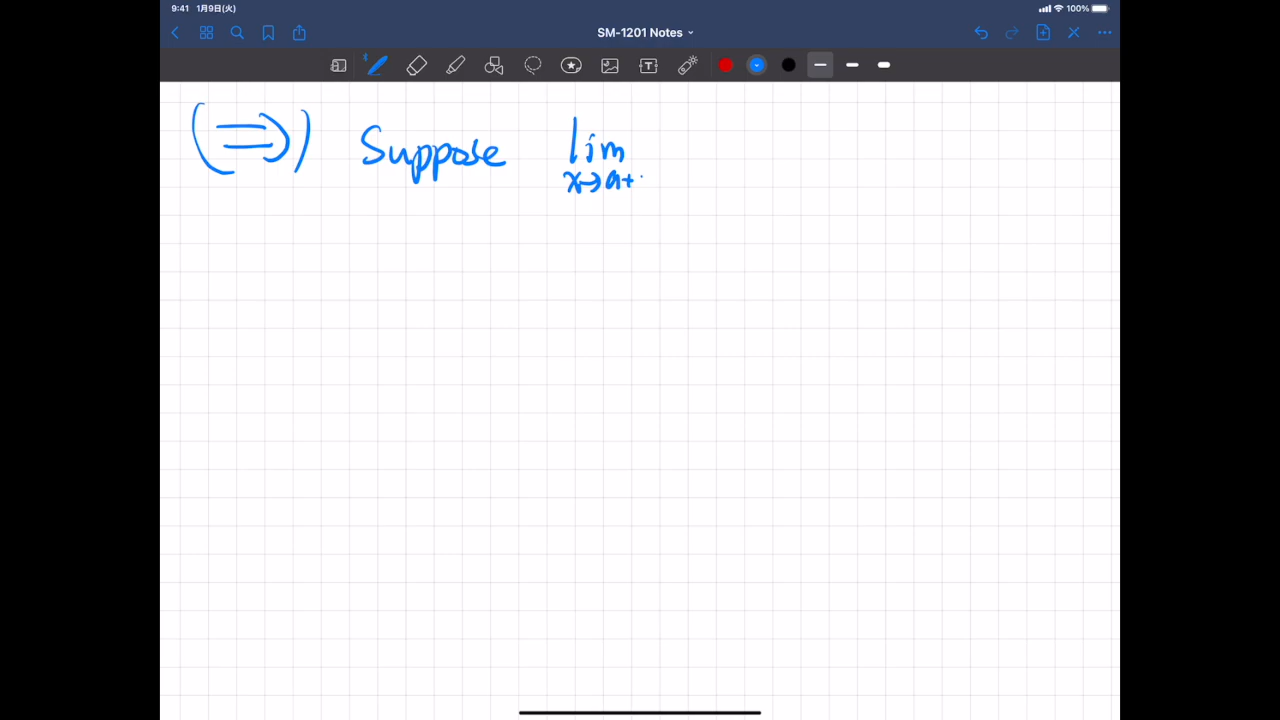 9:41 1月9日(火) 100%
SM-1201 Notes
T
(⇒) Suppose lim
x→a+